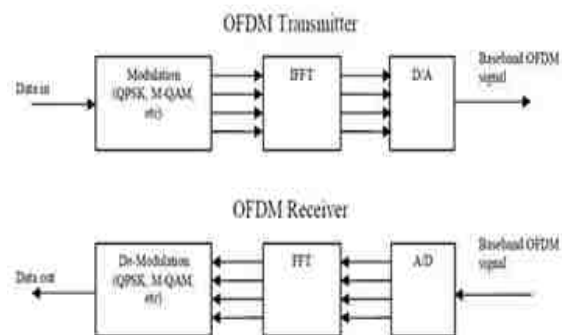 OFDM Transmitter
Data in
Modulation
(QPSK, M-QAM,
etc)
IFFT
D/A
Baseband OFDM
signal
OFDM Receiver
Data out
De-Modulation
(QPSK, M-QAM,
etc)
FFT
A/D
Baseband OFDM
signal